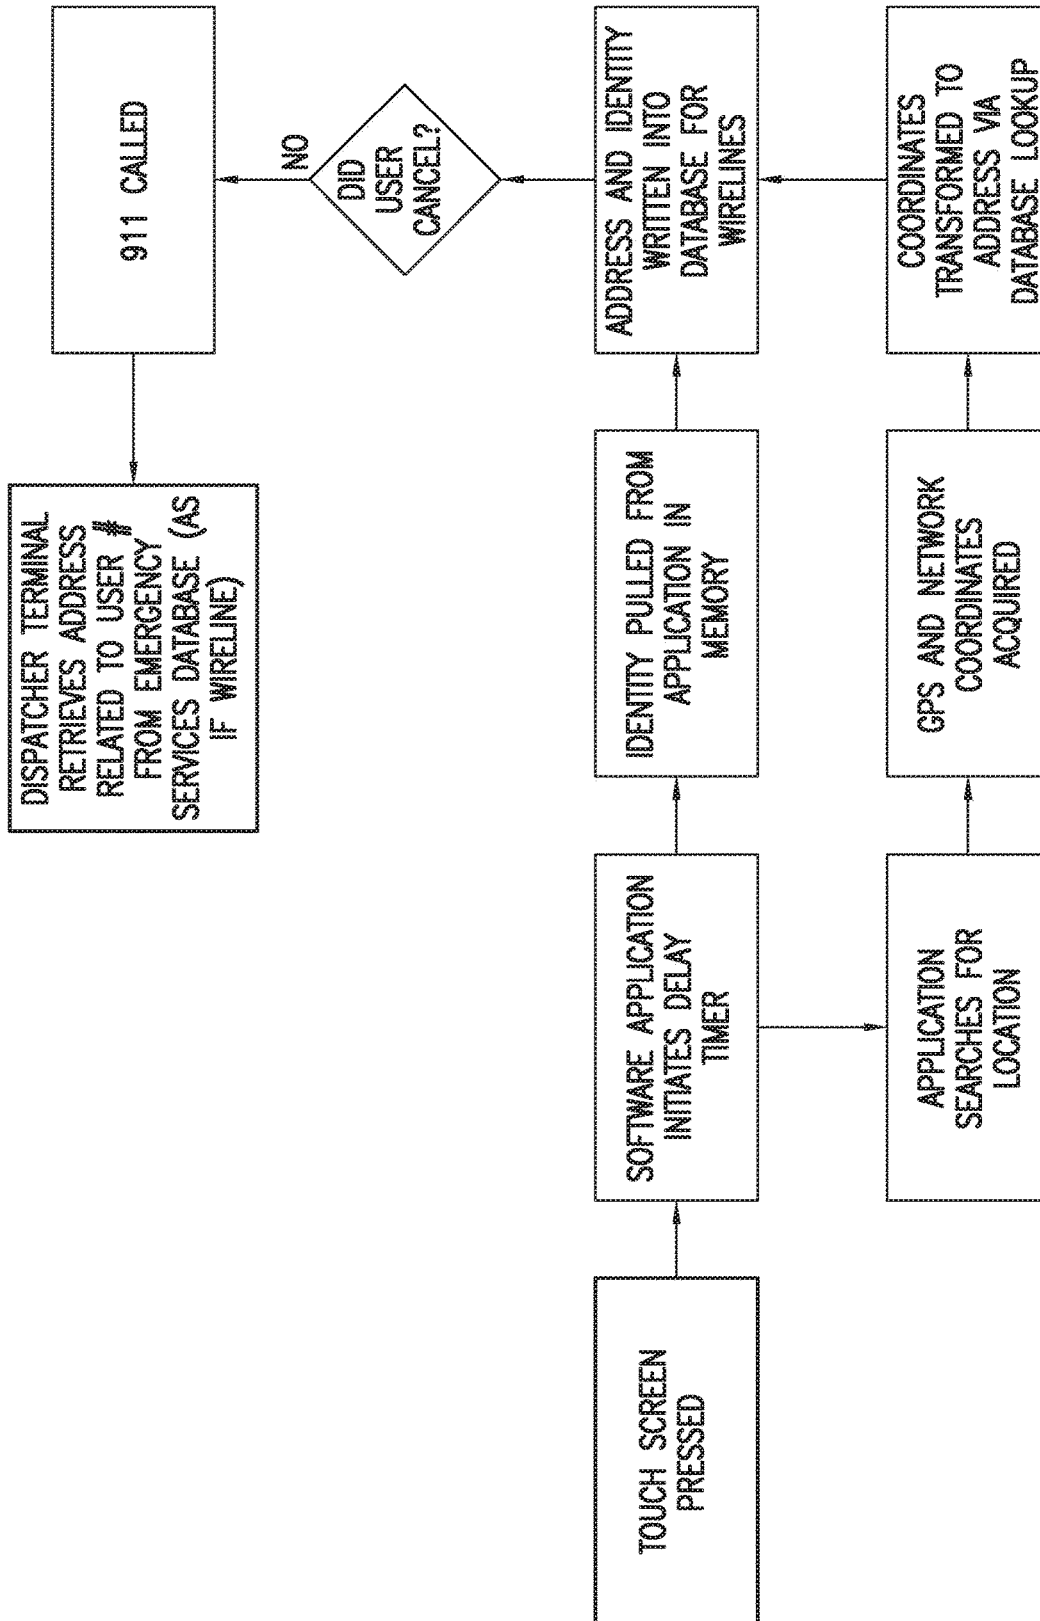 TOUCH SCREEN
PRESSED
SOFTWARE APPLICATION
INITIATES DELAY
TIMER
IDENTITY PULLED FROM
APPLICATION IN
MEMORY
ADDRESS AND IDENTITY
WRITTEN INTO
DATABASE FOR
WIRELINES
APPLICATION
SEARCHES FOR
LOCATION
GPS AND NETWORK
COORDINATES
ACQUIRED
COORDINATES
TRANSFORMED TO
ADDRESS VIA
DATABASE LOOKUP
DID
USER
CANCEL?
NO
911 CALLED
DISPATCHER TERMINAL
RETRIEVES ADDRESS
RELATED TO USER #
FROM EMERGENCY
SERVICES DATABASE (AS
IF WIRELINE)